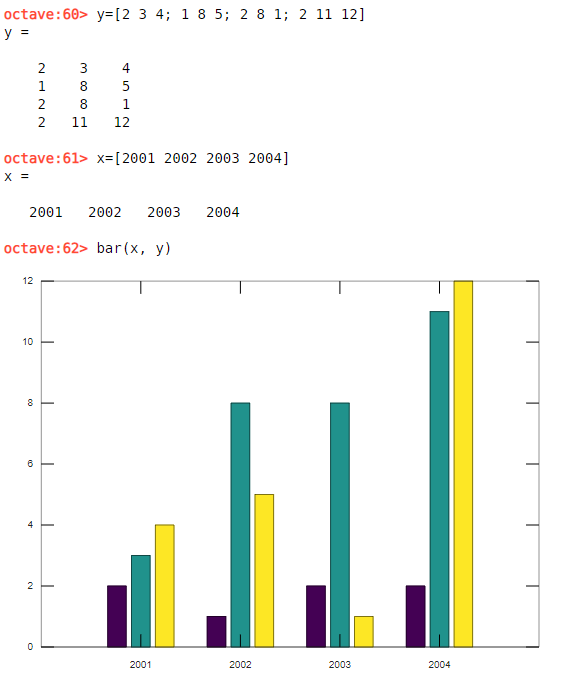 octave:60> y=[2 3 4; 1 8 5; 2 8 1; 2 11 12]
y =
2 3 4
1 8 5
2 8 1
2 11 12
octave:61> x=[2001 2002 2003 2004]
x =
2001 2002 2003 2004
octave:62> bar(x, y)
12
10
8
6
4
2
0
2001 2002 2003 2004